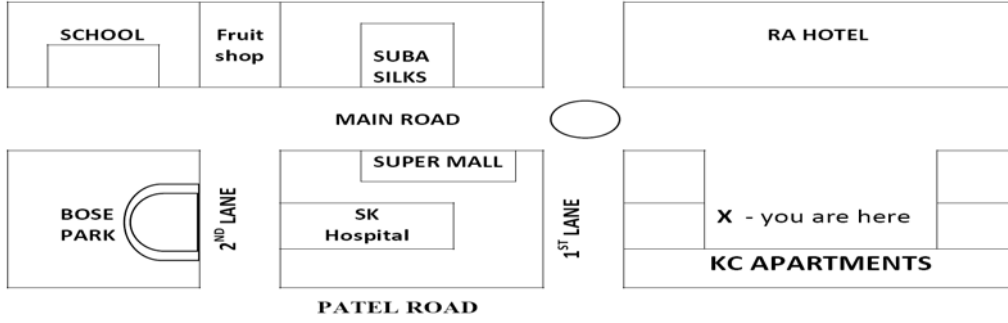 SCHOOL
Fruit
shop
SUBA
SILKS
RA HOTEL
MAIN ROAD
SUPER MALL
BOSE
PARK
2ND LANE
SK
Hospital
1ST LANE
X - you are here
KC APARTMENTS
PATEL ROAD